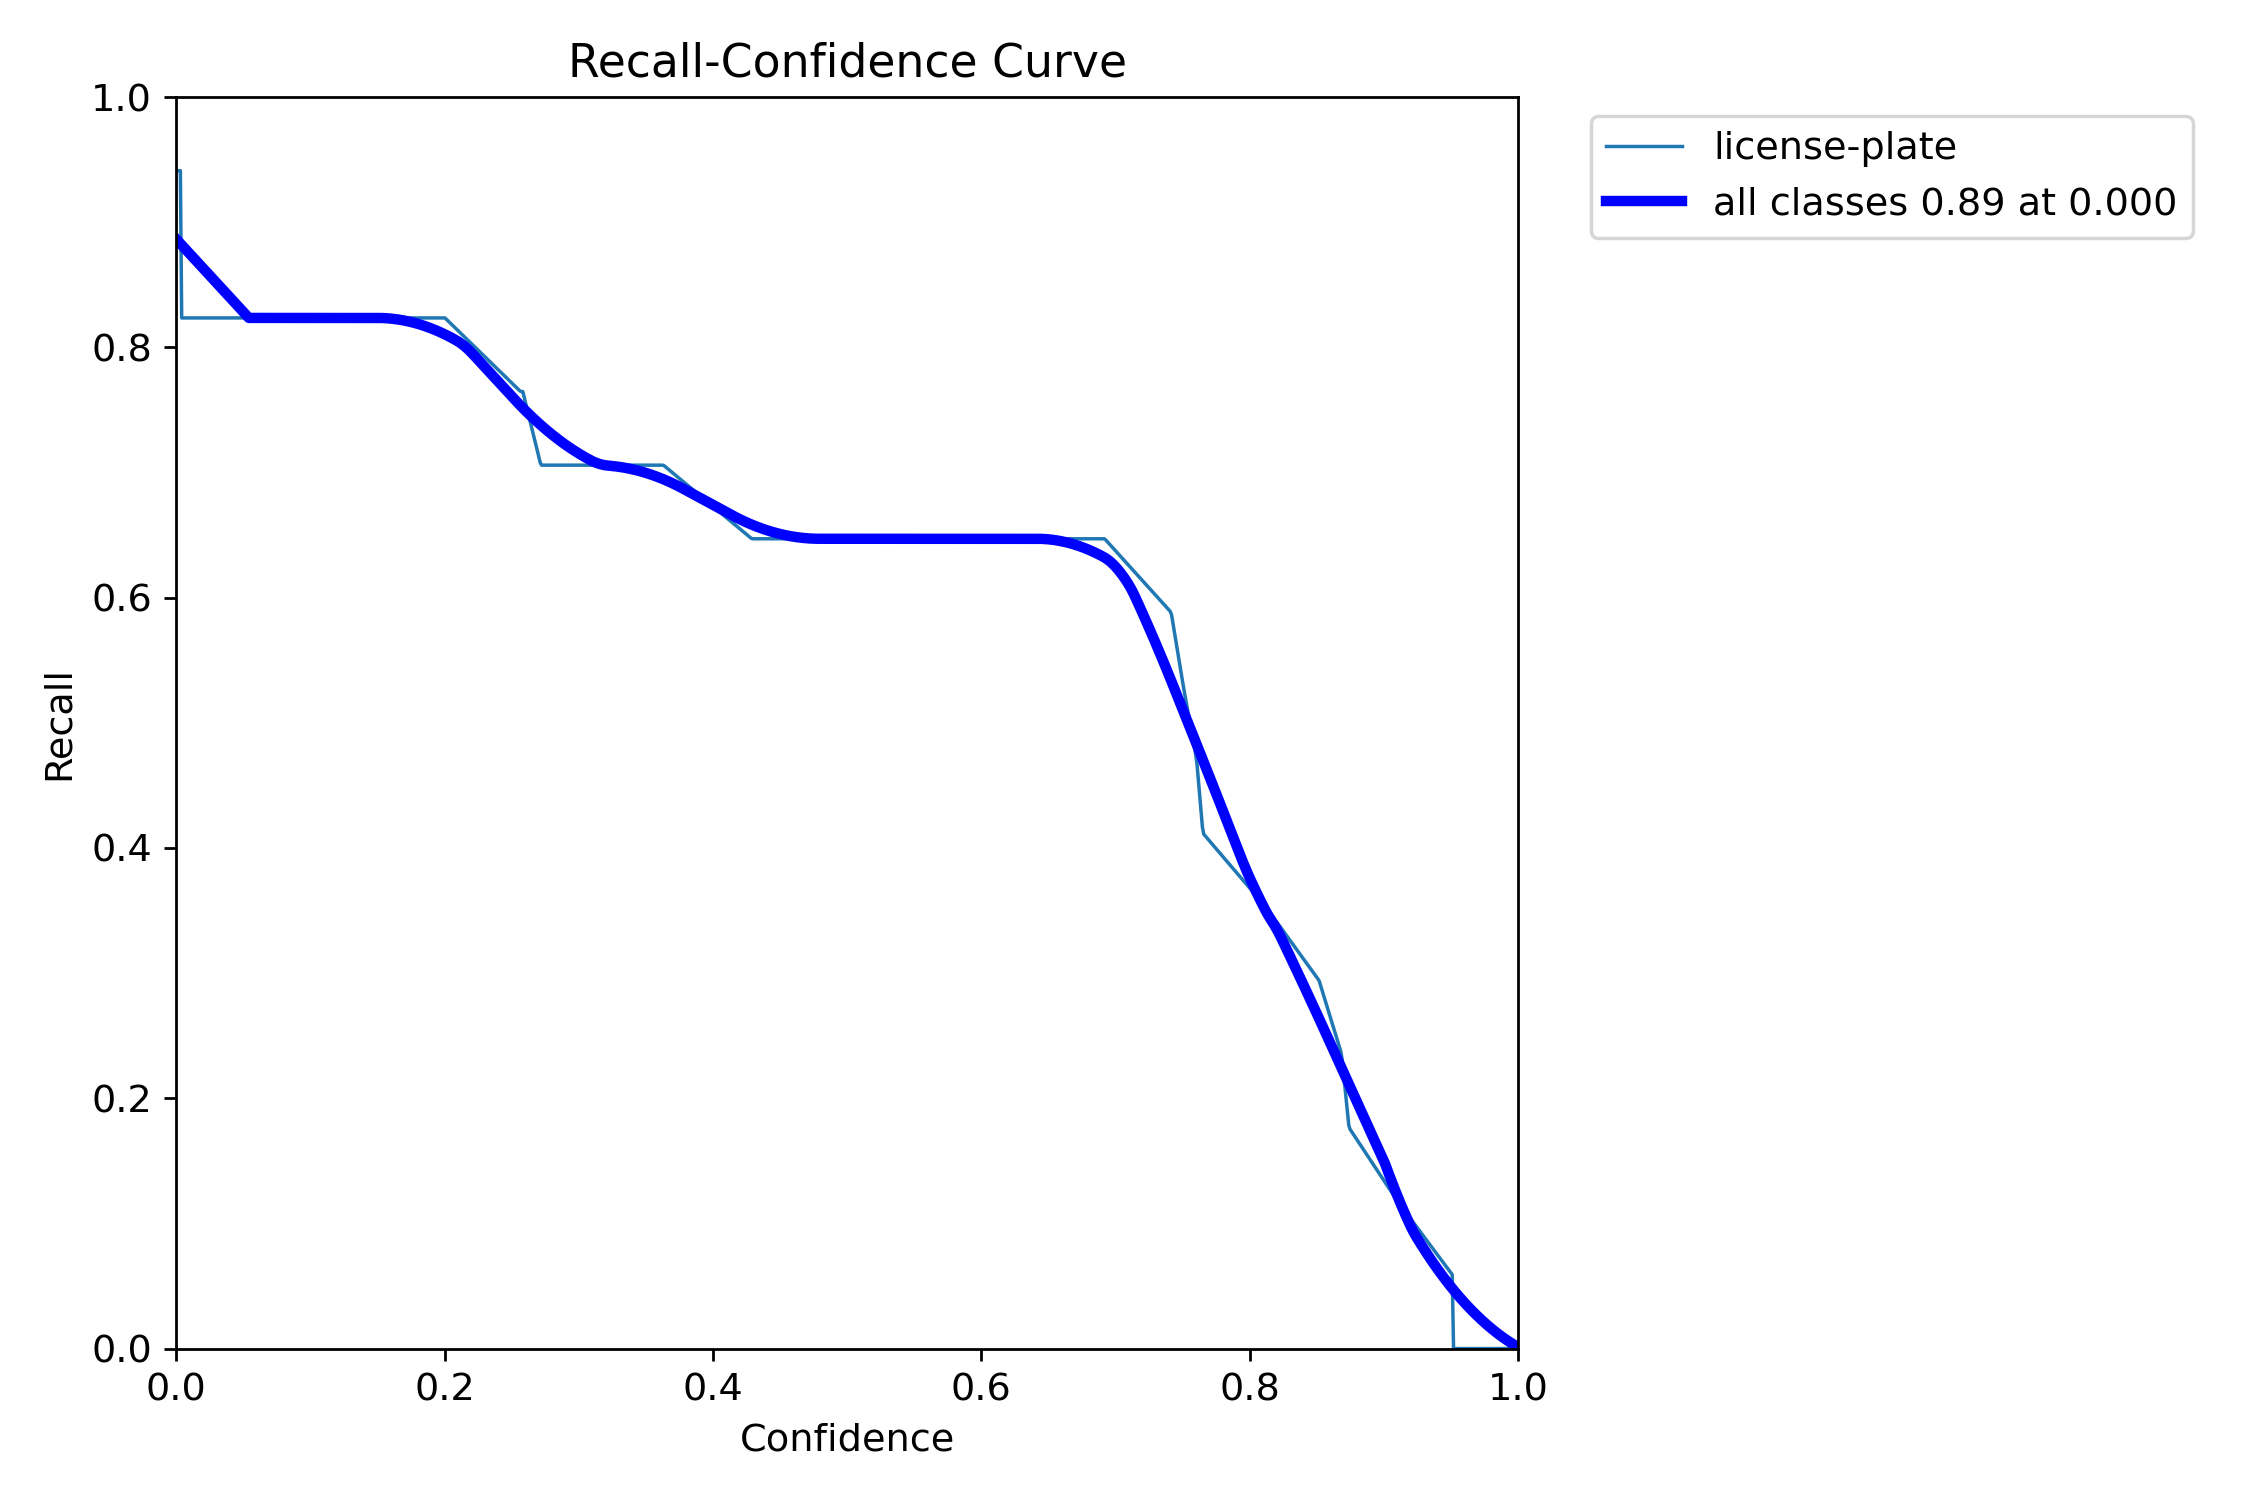 Recall-Confidence Curve
1.0
0.8
0.6
0.4
0.2
0.0
Recall
0.0 0.2 0.4 0.6 0.8 1.0
Confidence
license-plate
all classes 0.89 at 0.000